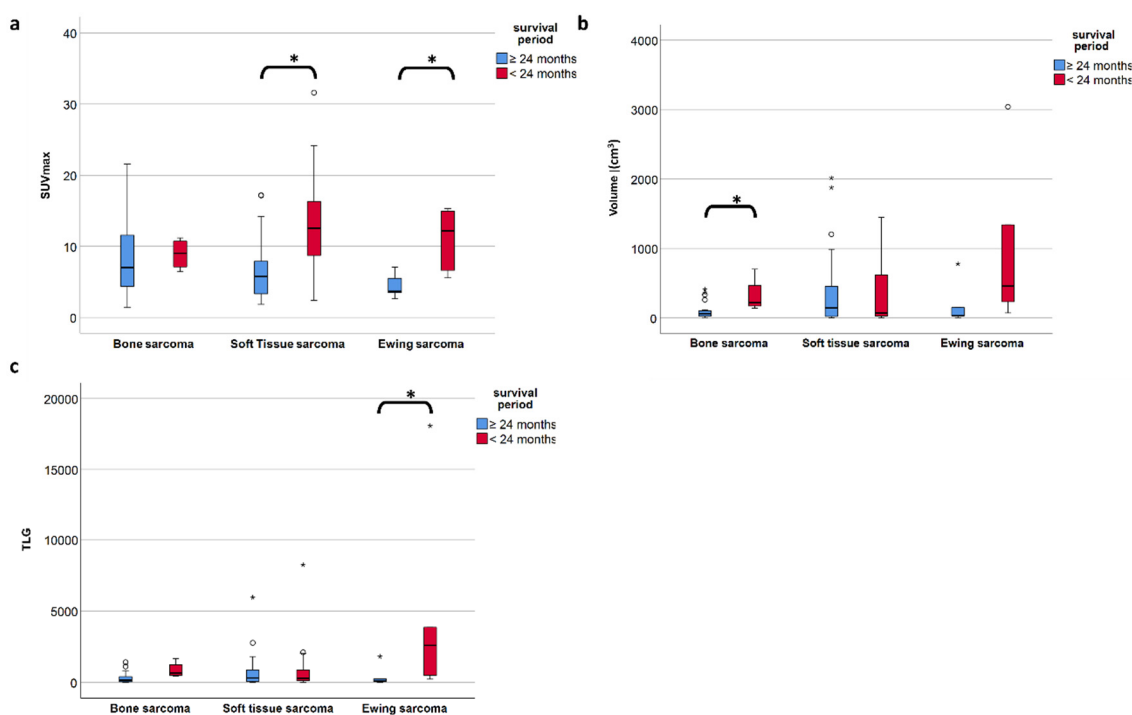 a
survival
period
≥ 24 months
< 24 months
*
*
40
30
20
10
0
SUVmax
Bone sarcoma
Soft Tissue sarcoma
Ewing sarcoma
b
survival
period
≥ 24 months
< 24 months
*
4000
3000
2000
1000
0
Volume |(cm³)
Bone sarcoma
Soft tissue sarcoma
Ewing sarcoma
c
survival
period
≥ 24 months
< 24 months
*
20000
15000
10000
5000
0
TLG
Bone sarcoma
Soft tissue sarcoma
Ewing sarcoma